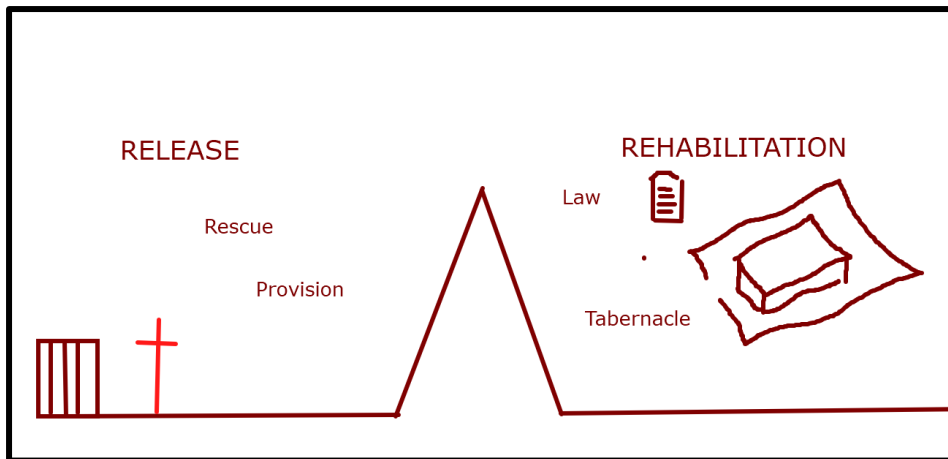 RELEASE
Rescue
Provision
REHABILITATION
Law
Tabernacle